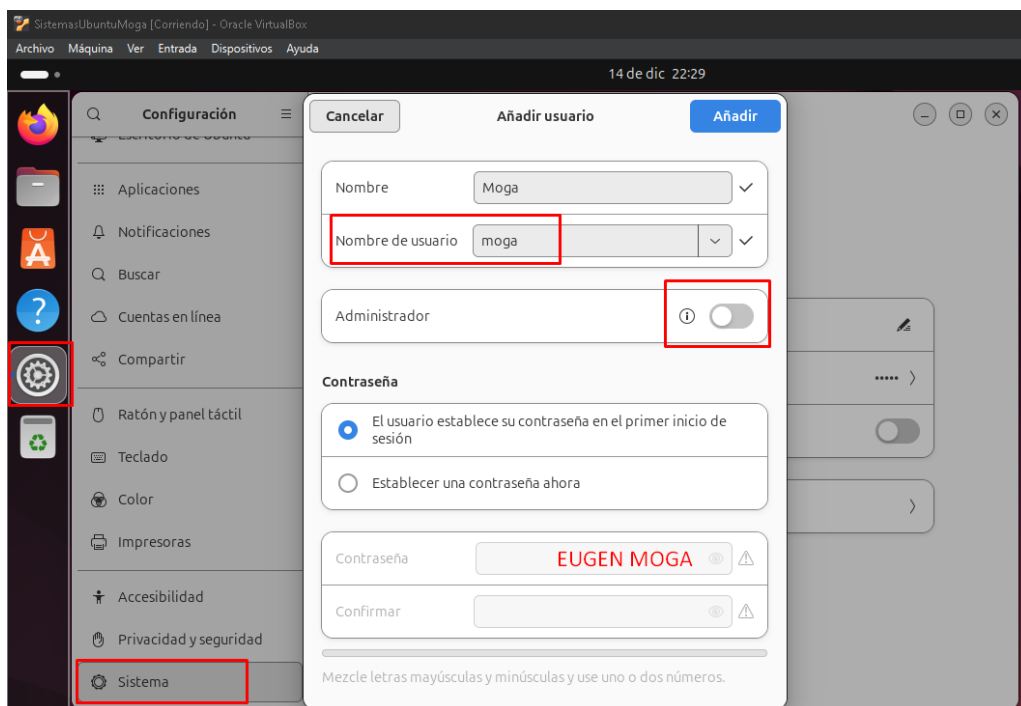 SistemasUbuntuMoga [Corriendo] - Oracle VirtualBox
Archivo Máquina Ver Entrada Dispositivos Ayuda
14 de dic 22:29
Configuración
Cancelar Añadir usuario Añadir
Escritorio de Ubuntu
Aplicaciones
Notificaciones
Buscar
Cuentas en línea
Compartir
Ratón y panel táctil
Teclado
Color
Impresoras
Accesibilidad
Privacidad y seguridad
Sistema
Nombre Moga
Nombre de usuario moga
Administrador
Contraseña
El usuario establece su contraseña en el primer inicio de
sesión
Establecer una contraseña ahora
Contraseña EUGEN MOGA
Confirmar
Mezcle letras mayúsculas y minúsculas y use uno o dos números.